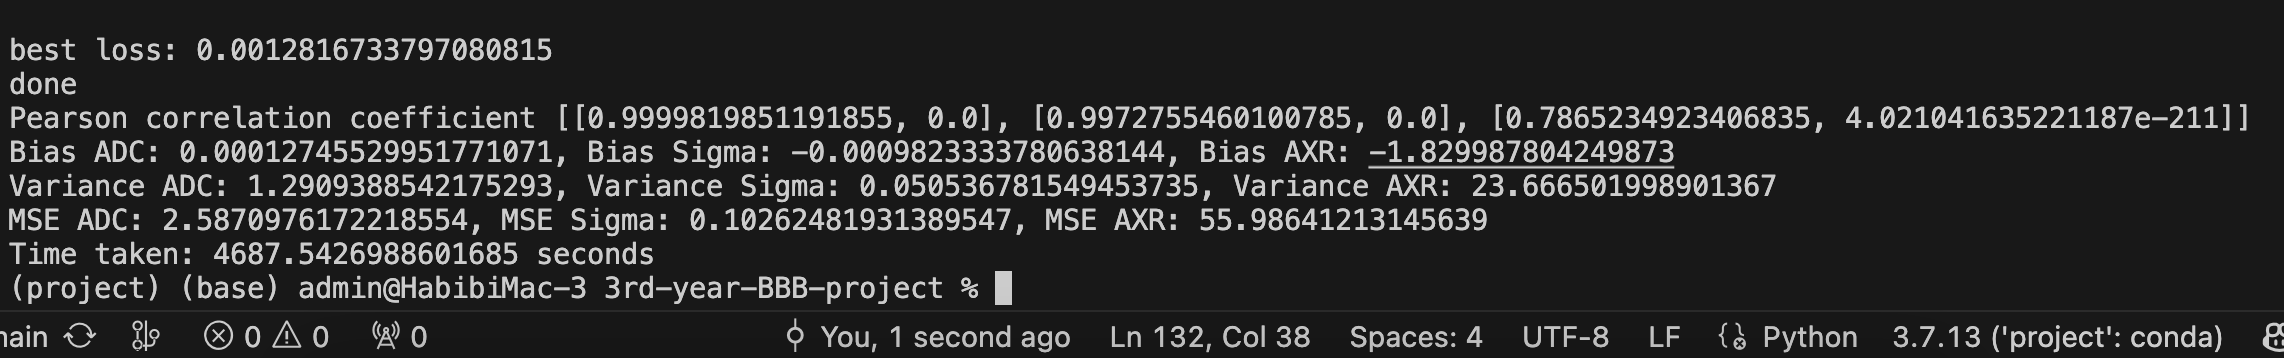 best loss: 0.0012816733797080815
done
Pearson correlation coefficient [[0.9999819851191855, 0.0], [0.9972755460100785, 0.0], [0.7865234923406835, 4.021041635221187e-211]]
Bias ADC: 0.00012745529951771071, Bias Sigma: -0.0009823333780638144, Bias AXR: -1.829987804249873
Variance ADC: 1.2909388542175293, Variance Sigma: 0.050536781549453735, Variance AXR: 23.666501998901367
MSE ADC: 2.5870976172218554, MSE Sigma: 0.10262481931389547, MSE AXR: 55.98641213145639
Time taken: 4687.5426988601685 seconds
(project) (base) admin@HabibiMac-3 3rd-year-BBB-project %
nain 0 0 0 You, 1 second ago Ln 132, Col 38 Spaces: 4 UTF-8 LF Python 3.7.13 ('project': conda)